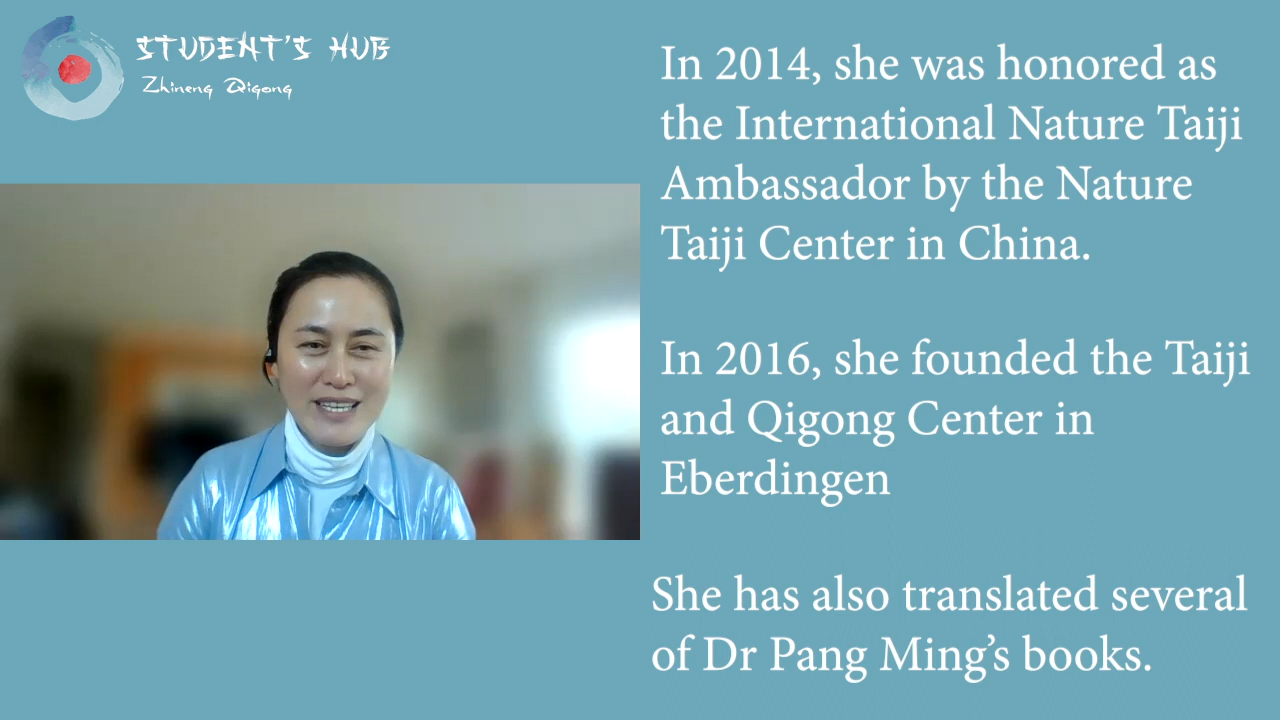 STUDENT'S HUB
Zhineng Qigong
In 2014, she was honored as
the International Nature Taiji
Ambassador by the Nature
Taiji Center in China.
In 2016, she founded the Taiji
and Qigong Center in
Eberdingen
She has also translated several
of Dr Pang Ming’s books.